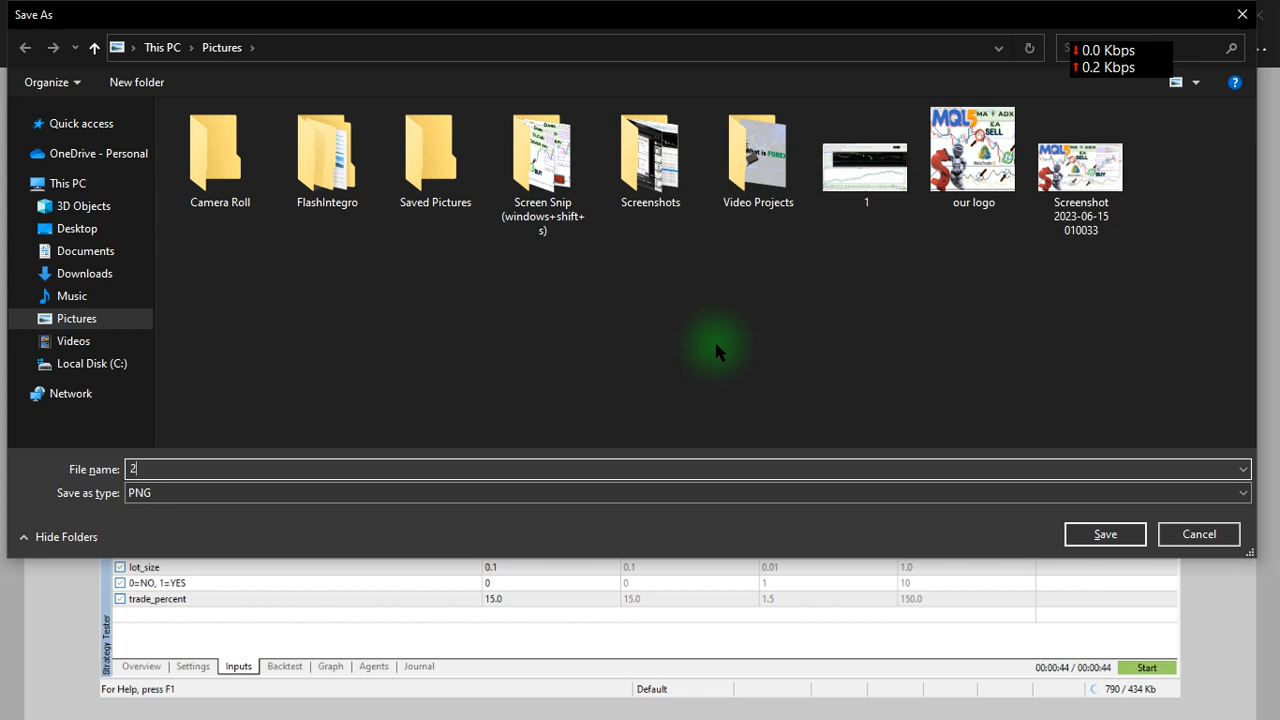 Save As
This PC
Pictures
0.0 Kbps
0.2 Kbps
Organize
New folder
Quick access
OneDrive - Personal
This PC
3D Objects
Desktop
Documents
Downloads
Music
Pictures
Videos
Local Disk (C:)
Network
Camera Roll
FlashIntegro
Saved Pictures
Screen Snip
(windows+shift+
s)
Screenshots
Video Projects
1
our logo
Screenshot
2023-06-15
010033
File name: 2
Save as type: PNG
Hide Folders
Save
Cancel
lot_size 0.1 0.1 0.01 1.0
0=NO, 1=YES 0 0 1 10
trade_percent 15.0 15.0 1.5 150.0
Strategy Tester
Overview Settings Inputs Backtest Graph Agents Journal
00:00:44 / 00:00:44 Start
For Help, press F1 Default 790 / 434 Kb